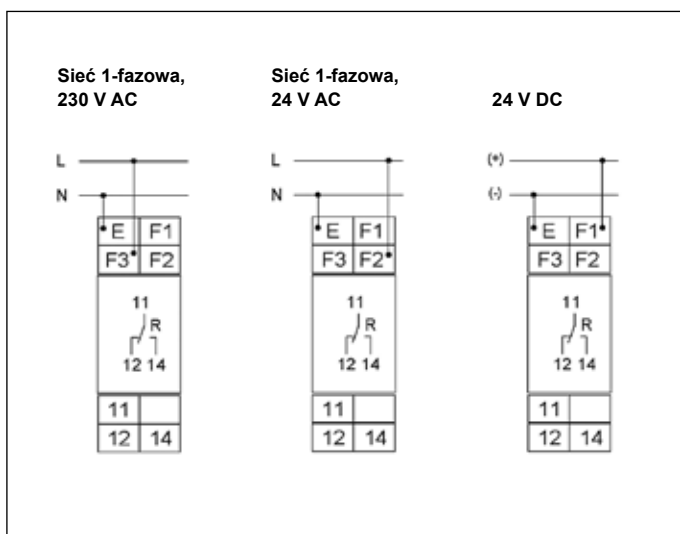 Sieć 1-fazowa,
230 V AC
L
N
E F1
F3 F2
11
R
12 14
11
12 14
Sieć 1-fazowa,
24 V AC
L
N
E F1
F3 F2
11
R
12 14
11
12 14
24 V DC
(+)
(-)
E F1
F3 F2
11
R
12 14
11
12 14